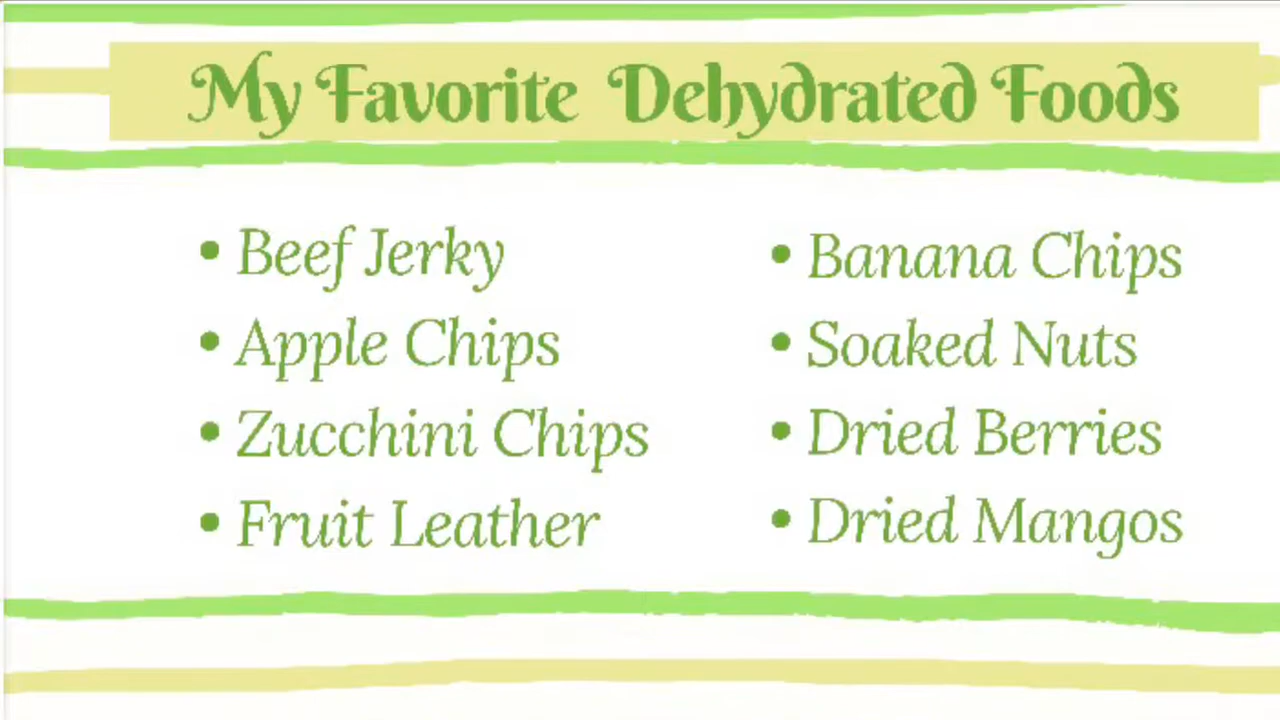 My Favorite Dehydrated Foods
• Beef Jerky
• Apple Chips
• Zucchini Chips
• Fruit Leather
• Banana Chips
• Soaked Nuts
• Dried Berries
• Dried Mangos